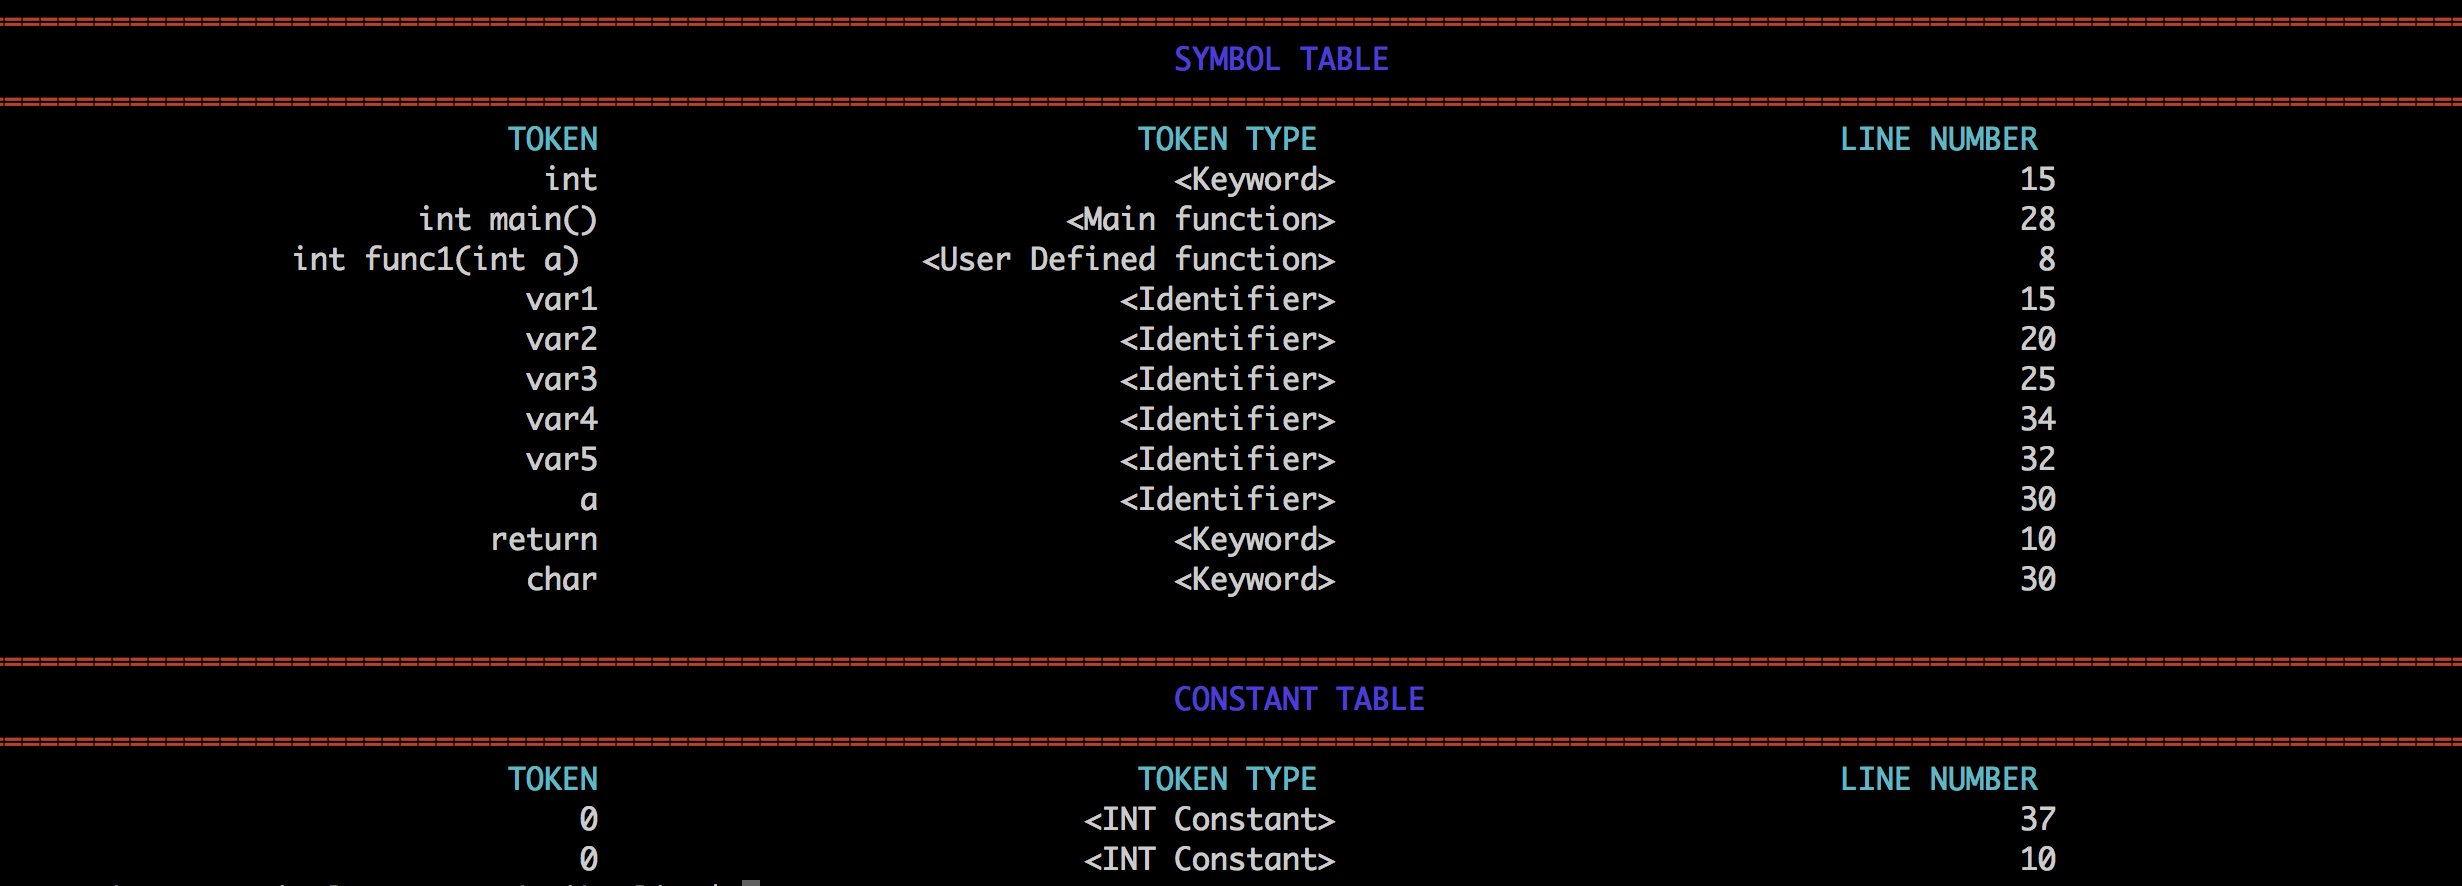 SYMBOL TABLE
TOKEN TOKEN TYPE LINE NUMBER
int <Keyword> 15
int main() <Main function> 28
int func1(int a) <User Defined function> 8
var1 <Identifier> 15
var2 <Identifier> 20
var3 <Identifier> 25
var4 <Identifier> 34
var5 <Identifier> 32
a <Identifier> 30
return <Keyword> 10
char <Keyword> 30
CONSTANT TABLE
TOKEN TOKEN TYPE LINE NUMBER
0 <INT Constant> 37
0 <INT Constant> 10